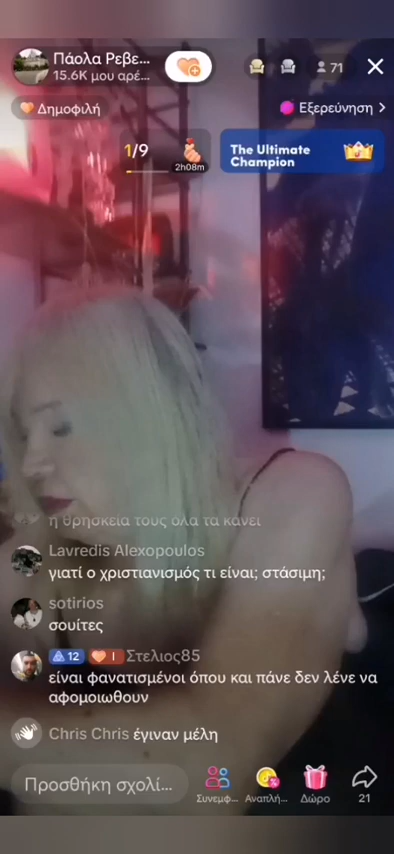 Πάολα Ρεβε...
15.6K μου αρέ...
71
Δημοφιλή
Εξερεύνηση
1/9
2h08m
The Ultimate
Champion
η θρησκεία τους όλα τα κάνει
Lavredis Alexopoulos
γιατί ο χριστιανισμός τι είναι; στάσιμη;
sotirios
σουίτες
12 I Στελιος85
είναι φανατισμένοι όπου και πάνε δεν λένε να
αφομοιωθουν
Chris Chris έγιναν μέλη
Προσθήκη σχολί...
Συνεμφ...
Αναπλή...
Δώρο
21